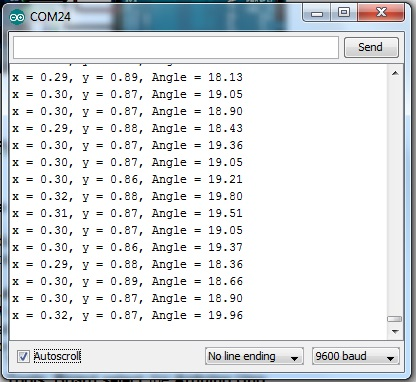 COM24
Send
x = 0.29, y = 0.89, Angle = 18.13
x = 0.30, y = 0.87, Angle = 19.05
x = 0.30, y = 0.87, Angle = 18.90
x = 0.29, y = 0.88, Angle = 18.43
x = 0.30, y = 0.87, Angle = 19.36
x = 0.30, y = 0.87, Angle = 19.05
x = 0.30, y = 0.86, Angle = 19.21
x = 0.32, y = 0.88, Angle = 19.80
x = 0.31, y = 0.87, Angle = 19.51
x = 0.30, y = 0.87, Angle = 19.05
x = 0.30, y = 0.86, Angle = 19.37
x = 0.29, y = 0.88, Angle = 18.36
x = 0.30, y = 0.89, Angle = 18.66
x = 0.30, y = 0.87, Angle = 18.90
x = 0.32, y = 0.87, Angle = 19.96
Autoscroll
No line ending
9600 baud